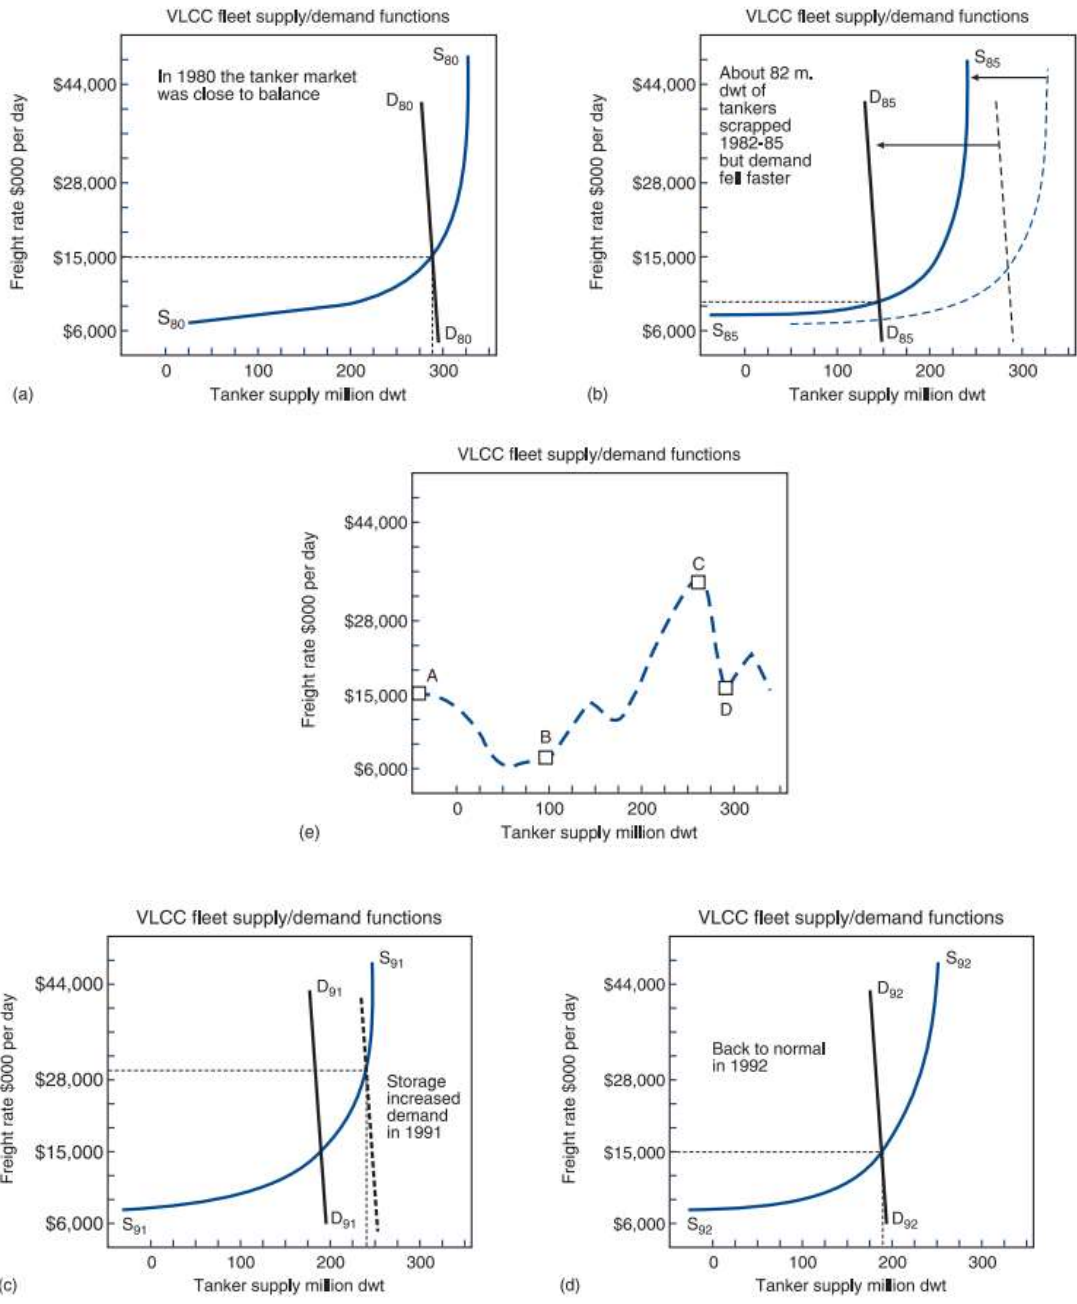 VLCC fleet supply/demand functions
Freight rate $000 per day
$44,000
$28,000
$15,000
$6,000
In 1980 the tanker market
was close to balance
S80
D80
S80
D80
0 100 200 300
Tanker supply million dwt
(a)
VLCC fleet supply/demand functions
Freight rate $000 per day
$44,000
$28,000
$15,000
$6,000
About 82 m.
dwt of
tankers
scrapped
1982-85
but demand
fell faster
S85
D85
S85
D85
0 100 200 300
Tanker supply million dwt
(b)
VLCC fleet supply/demand functions
Freight rate $000 per day
$44,000
$28,000
$15,000
$6,000
A
B
C
D
0 100 200 300
Tanker supply million dwt
(e)
VLCC fleet supply/demand functions
Freight rate $000 per day
$44,000
$28,000
$15,000
$6,000
S91
D91
Storage
increased
demand
in 1991
S91
D91
0 100 200 300
Tanker supply million dwt
(c)
VLCC fleet supply/demand functions
Freight rate $000 per day
$44,000
$28,000
$15,000
$6,000
S92
D92
Back to normal
in 1992
S92
D92
0 100 200 300
Tanker supply million dwt
(d)